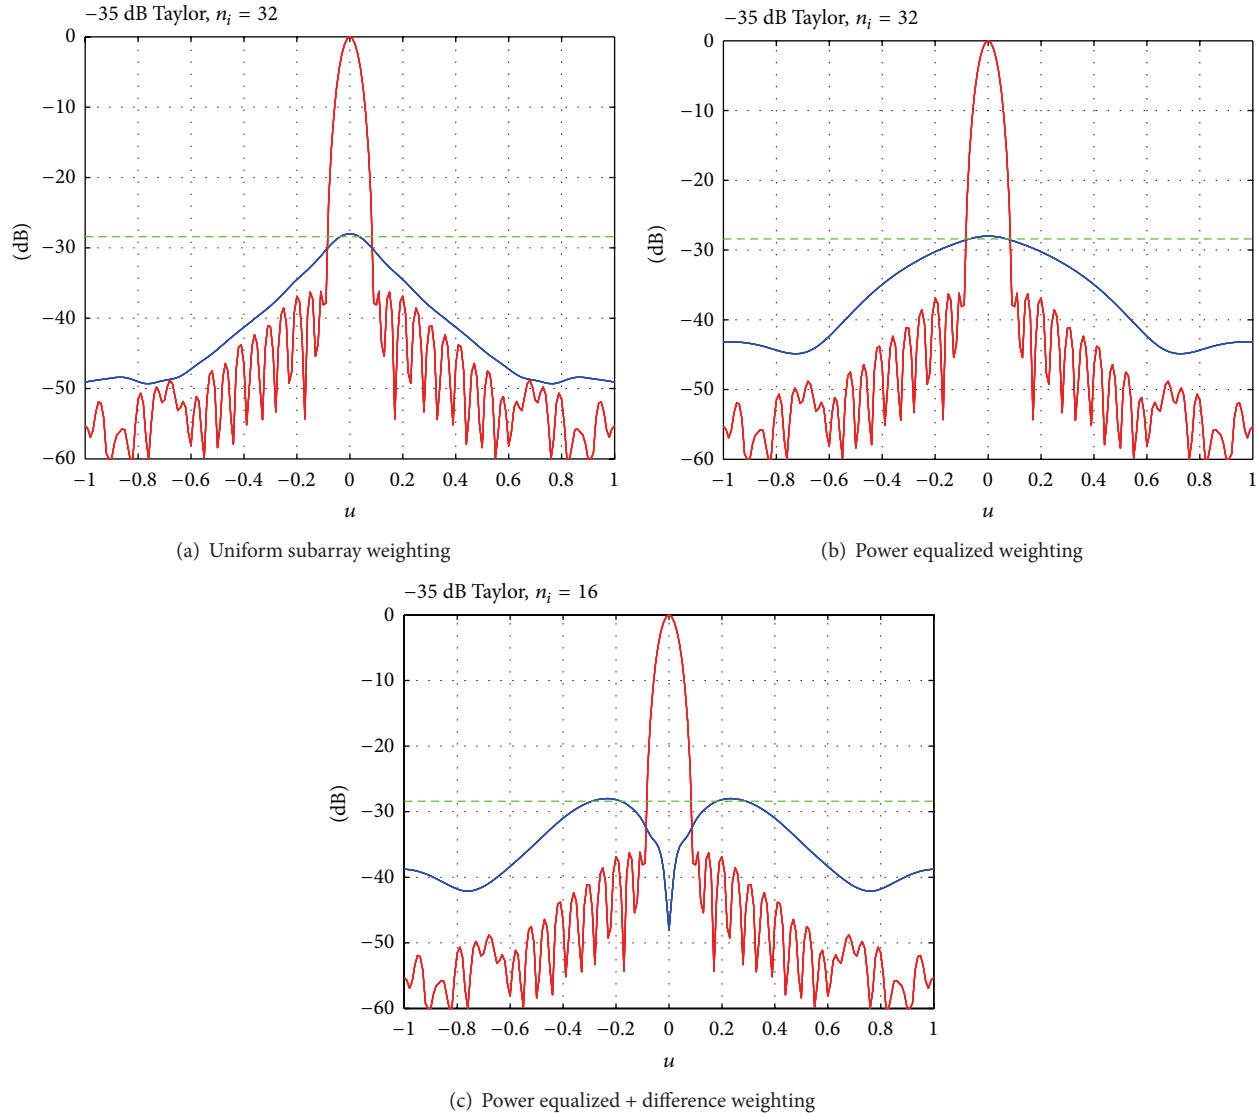 −35 dB Taylor, nᵢ = 32
0
−10
−20
−30
−40
−50
−60
(dB)
−1 −0.8 −0.6 −0.4 −0.2 0 0.2 0.4 0.6 0.8 1
u
(a) Uniform subarray weighting
−35 dB Taylor, nᵢ = 32
0
−10
−20
−30
−40
−50
−60
(dB)
−1 −0.8 −0.6 −0.4 −0.2 0 0.2 0.4 0.6 0.8 1
u
(b) Power equalized weighting
−35 dB Taylor, nᵢ = 16
0
−10
−20
−30
−40
−50
−60
(dB)
−1 −0.8 −0.6 −0.4 −0.2 0 0.2 0.4 0.6 0.8 1
u
(c) Power equalized + difference weighting